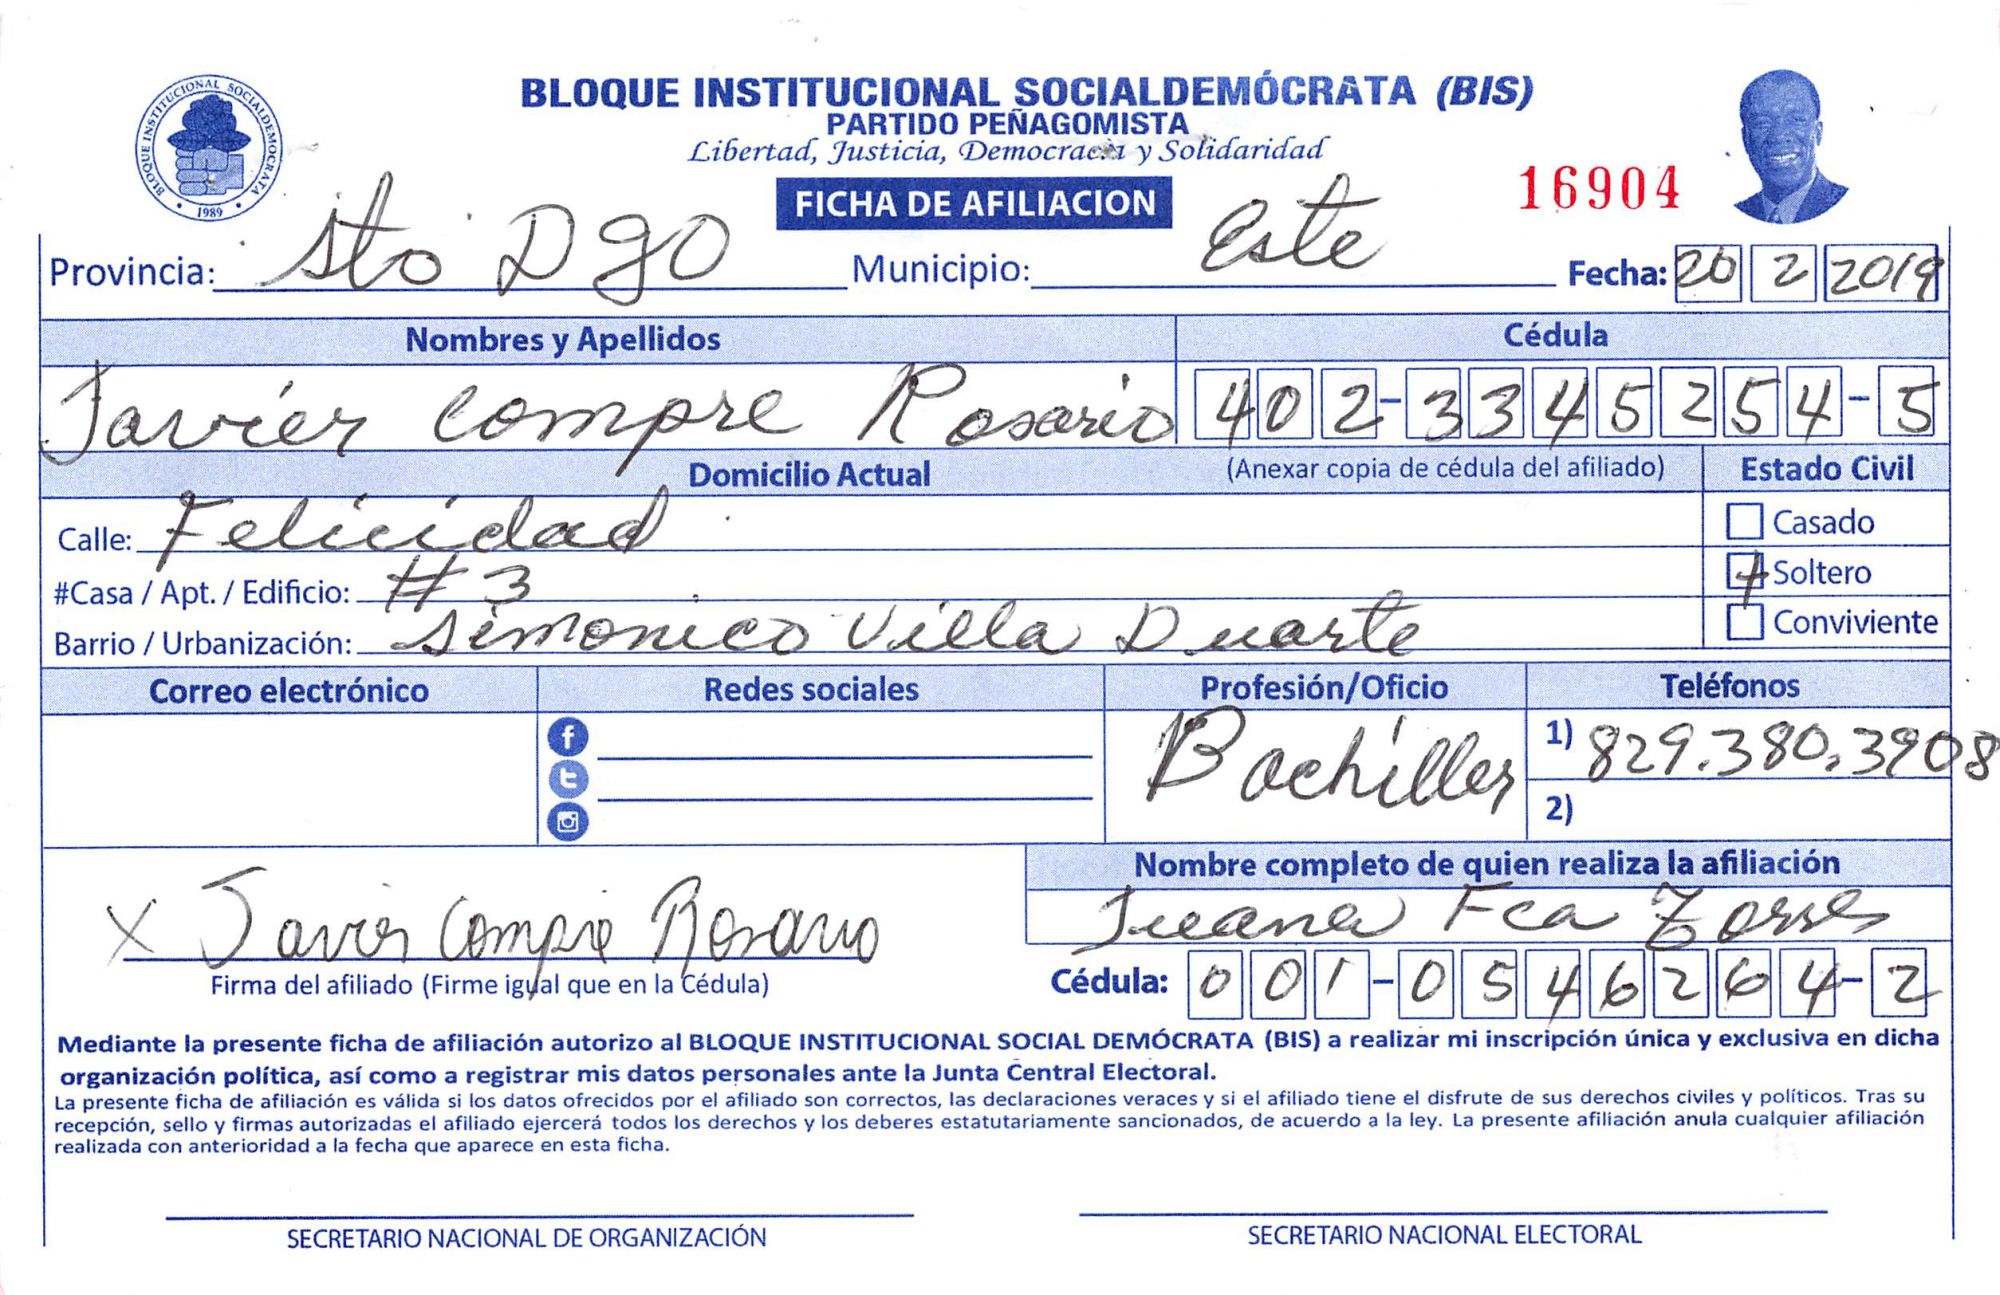 BLOQUE INSTITUCIONAL SOCIALDEMÓCRATA (BIS)
PARTIDO PEÑAGOMISTA
Libertad, Justicia, Democracia y Solidaridad
BLOQUE INSTITUCIONAL SOCIALDEMOCRATA
1989
16904
FICHA DE AFILIACION
Provincia: Sto Dgo Municipio: Este Fecha: 20 2 2019
Nombres y Apellidos Cédula
Javier Compre Rosario 402-3345254-5
Domicilio Actual (Anexar copia de cédula del afiliado) Estado Civil
Calle: Felicidad Casado
#Casa / Apt. / Edificio: #3 Soltero
Barrio / Urbanización: Simonico Villa Duarte Conviviente
Correo electrónico Redes sociales Profesión/Oficio Teléfonos
Bachiller 1) 829.380.3908
2)
Nombre completo de quien realiza la afiliación
X Javier Compre Rosario Juana Fca Torres
Firma del afiliado (Firme igual que en la Cédula) Cédula: 001-0546264-2
Mediante la presente ficha de afiliación autorizo al BLOQUE INSTITUCIONAL SOCIAL DEMÓCRATA (BIS) a realizar mi inscripción única y exclusiva en dicha
organización política, así como a registrar mis datos personales ante la Junta Central Electoral.
La presente ficha de afiliación es válida si los datos ofrecidos por el afiliado son correctos, las declaraciones veraces y si el afiliado tiene el disfrute de sus derechos civiles y políticos. Tras su
recepción, sello y firmas autorizadas el afiliado ejercerá todos los derechos y los deberes estatutariamente sancionados, de acuerdo a la ley. La presente afiliación anula cualquier afiliación
realizada con anterioridad a la fecha que aparece en esta ficha.
SECRETARIO NACIONAL DE ORGANIZACIÓN SECRETARIO NACIONAL ELECTORAL